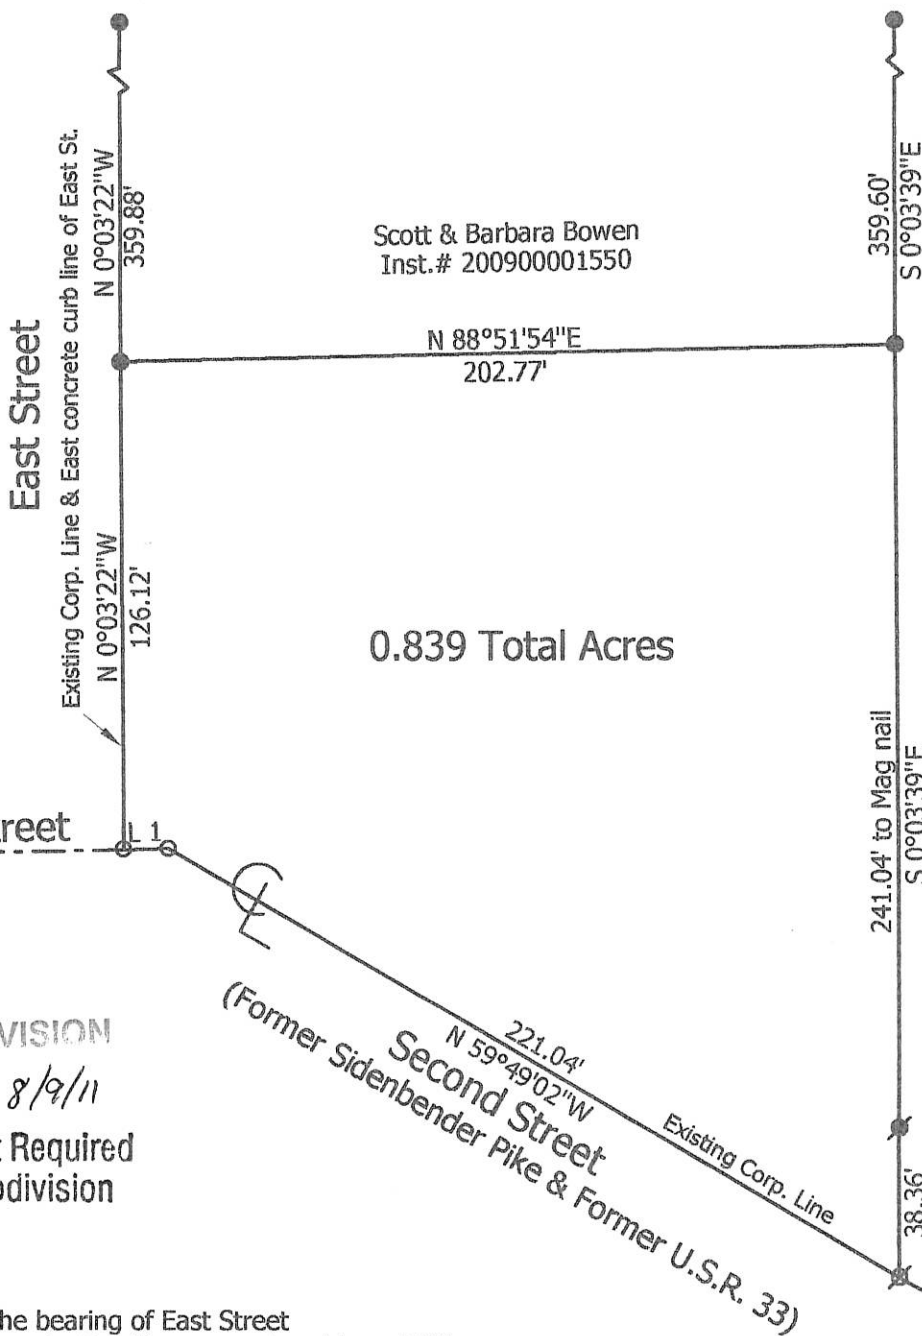 Scott & Barbara Bowen
Inst.# 200900001550
N 88°51'54"E
202.77'
N 0°03'22"W
359.88'
359.60'
S 0°03'39"E
East Street
Existing Corp. Line & East concrete curb line of East St.
N 0°03'22"W
126.12'
0.839 Total Acres
241.04' to Mag nail
S 0°03'39"E
reet
L 1
CL
221.04'
N 59°49'02"W
Second Street
(Former Sidenbender Pike & Former U.S.R. 33)
Existing Corp. Line
38.36'
VISION
8/9/11
t Required
bdivision
he bearing of East Street